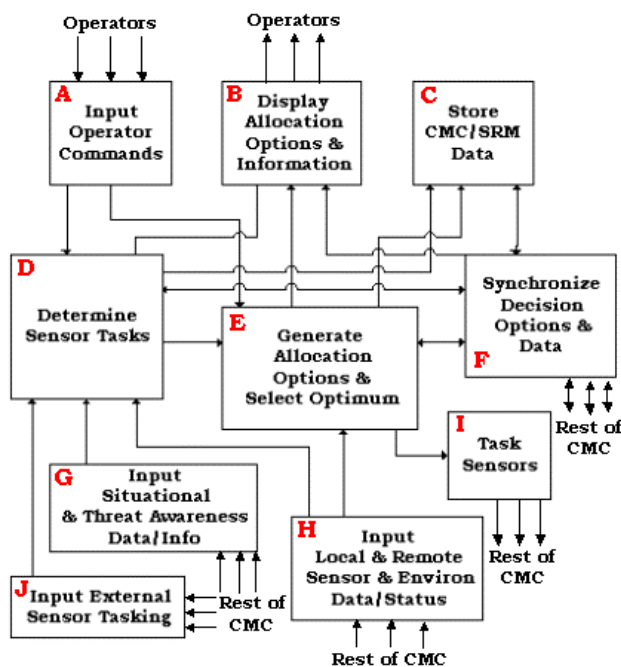 Operators
Operators
A
Input
Operator
Commands
B
Display
Allocation
Options &
Information
C
Store
CMC/SRM
Data
D
Determine
Sensor Tasks
E
Generate
Allocation
Options &
Select Optimum
Synchronize
Decision
Options &
Data
F
Rest of
CMC
I
Task
Sensors
Rest of
CMC
G
Input
Situational
& Threat Awareness
Data/Info
H
Input
Local & Remote
Sensor & Environ
Data/Status
J
Input External
Sensor Tasking
Rest of
CMC
Rest of CMC